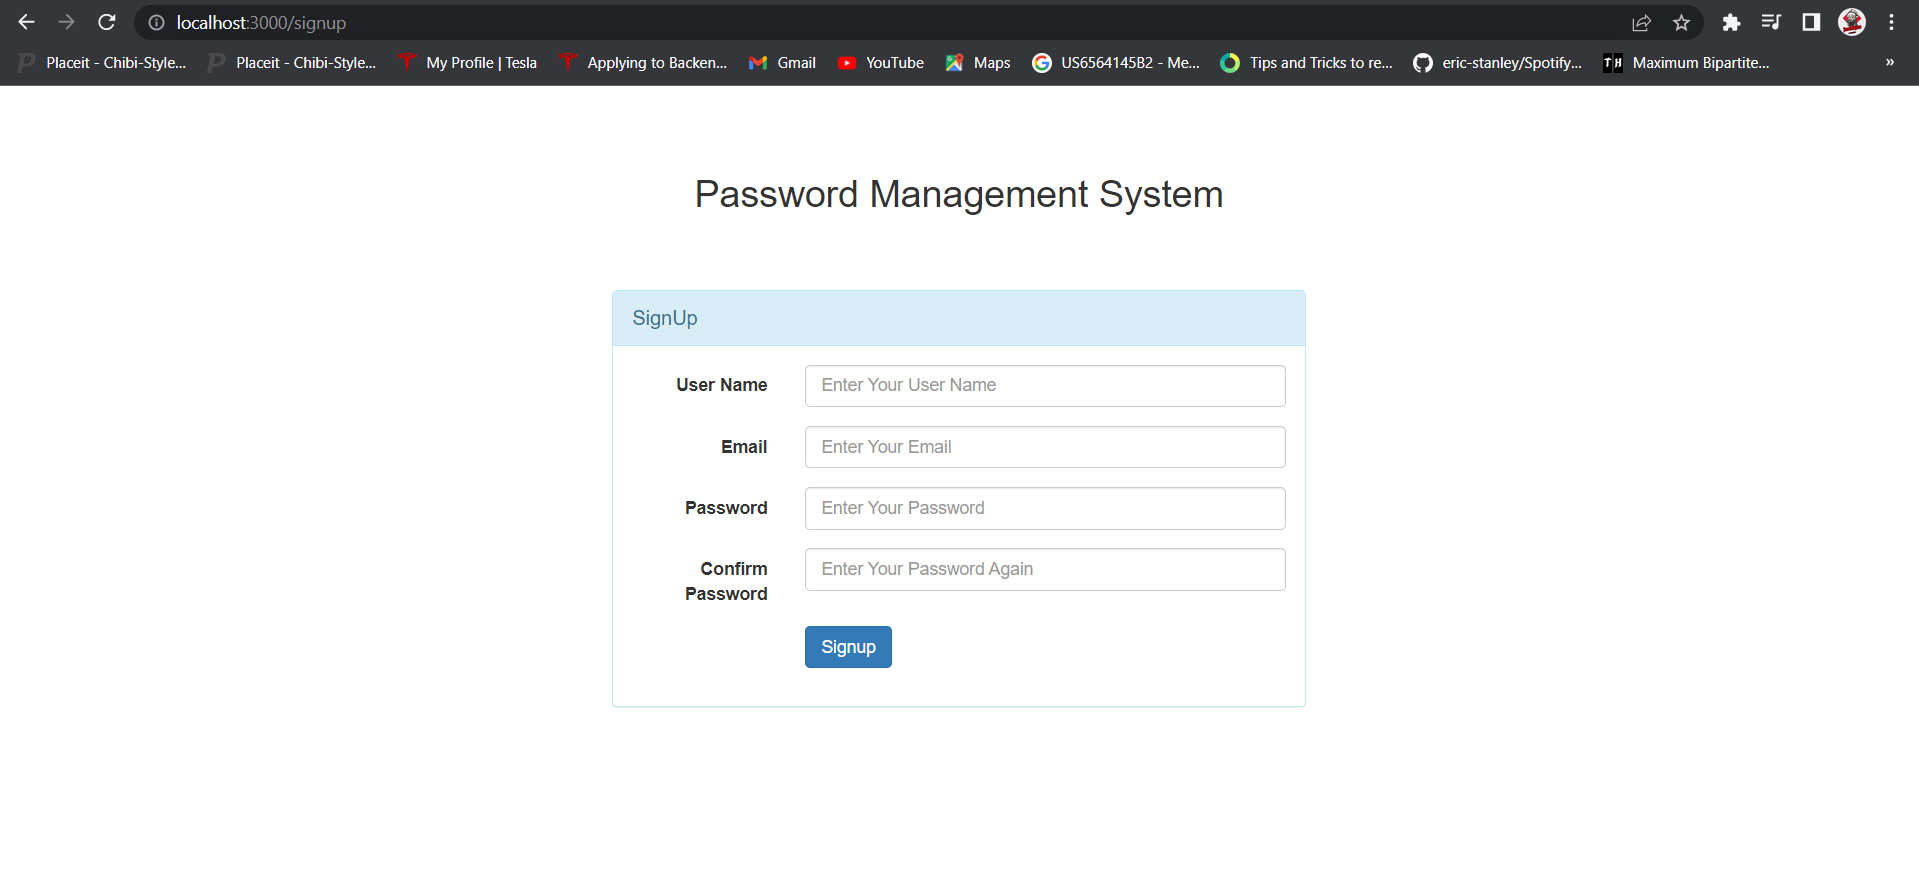 localhost:3000/signup
Placeit - Chibi-Style... Placeit - Chibi-Style... My Profile | Tesla Applying to Backen... Gmail YouTube Maps US6564145B2 - Me... Tips and Tricks to re... eric-stanley/Spotify... TH Maximum Bipartite... »
Password Management System
SignUp
User Name Enter Your User Name
Email Enter Your Email
Password Enter Your Password
Confirm Enter Your Password Again
Password
Signup